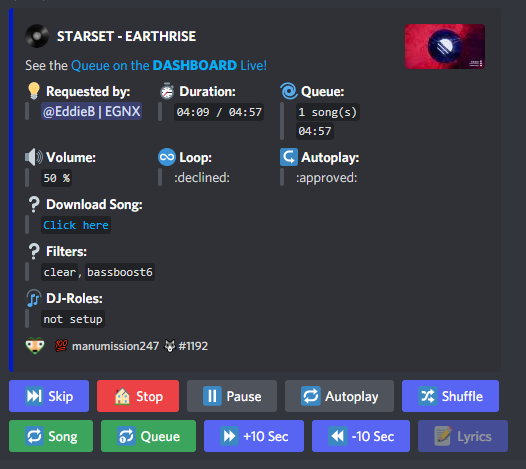 STARSET - EARTHRISE
See the Queue on the DASHBOARD Live!
Requested by: Duration: Queue:
@EddieB | EGNX 04:09 / 04:57 1 song(s)
04:57
Volume: Loop: Autoplay:
50 % :declined: :approved:
? Download Song:
Click here
? Filters:
clear, bassboost6
DJ-Roles:
not setup
💯 manumission247 🐺#1192
Skip Stop Pause Autoplay Shuffle
Song Queue +10 Sec -10 Sec Lyrics